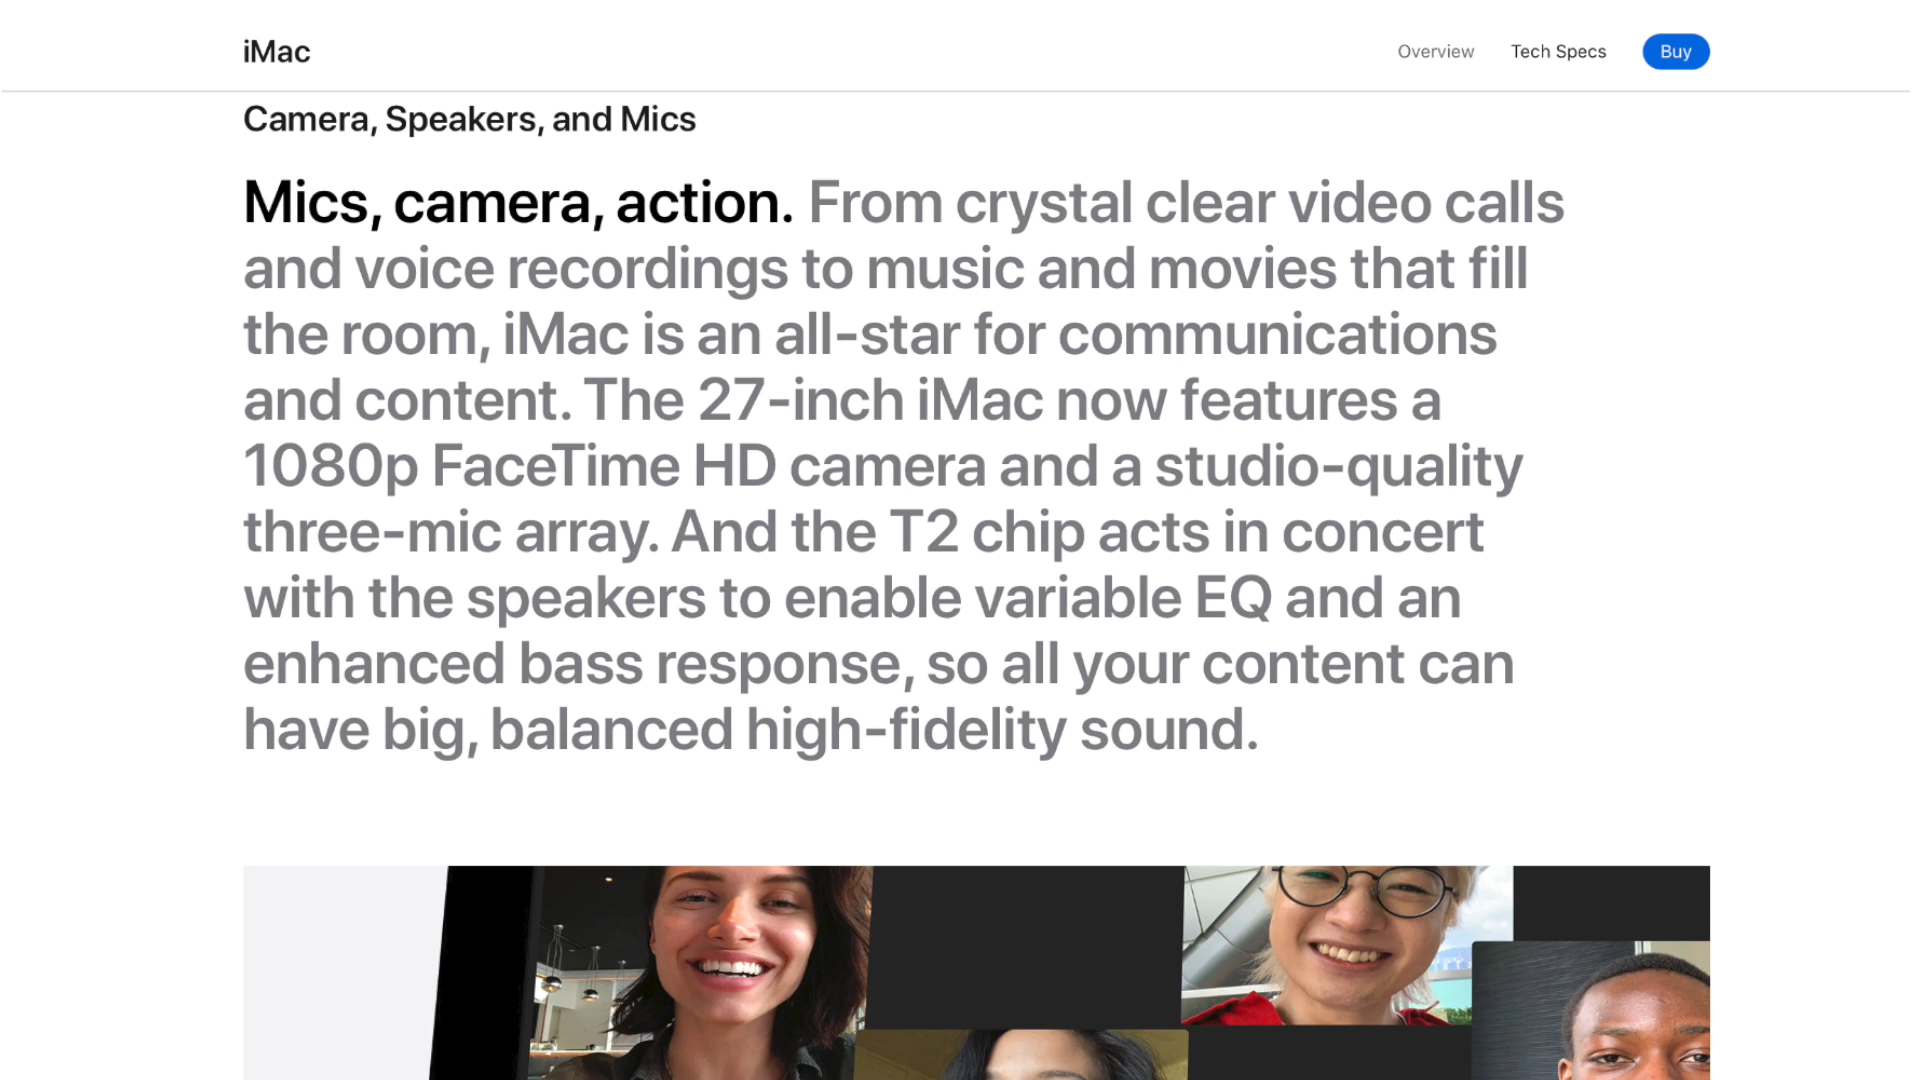 iMac
Overview
Tech Specs
Buy
Camera, Speakers, and Mics
Mics, camera, action. From crystal clear video calls
and voice recordings to music and movies that fill
the room, iMac is an all-star for communications
and content. The 27-inch iMac now features a
1080p FaceTime HD camera and a studio-quality
three-mic array. And the T2 chip acts in concert
with the speakers to enable variable EQ and an
enhanced bass response, so all your content can
have big, balanced high-fidelity sound.